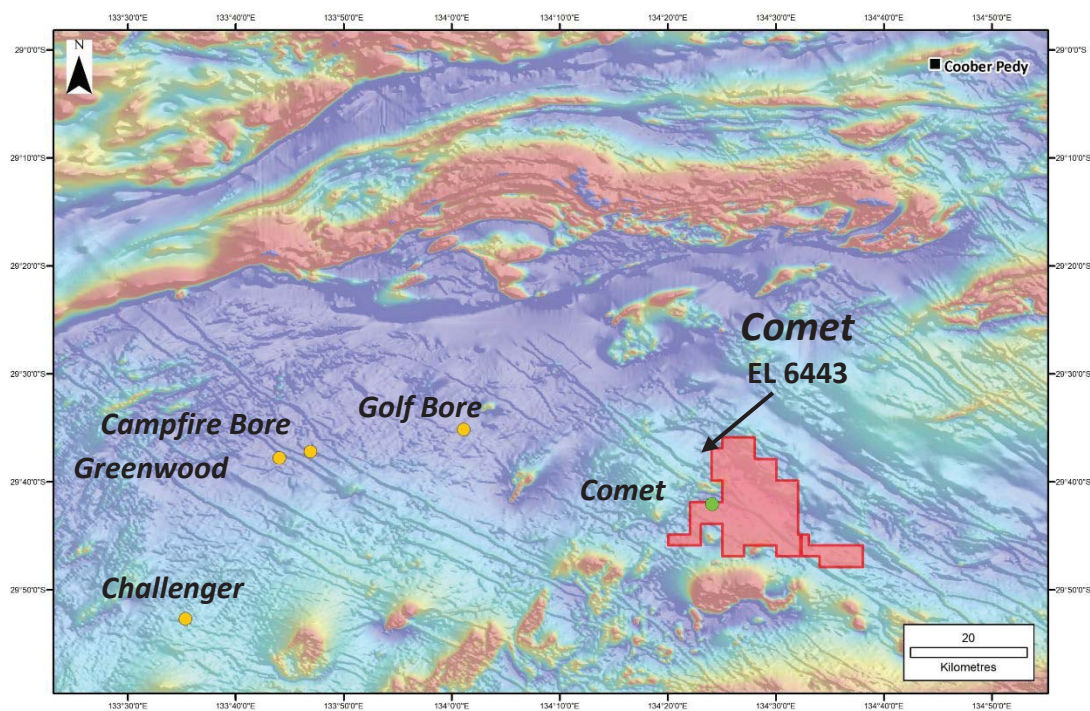 133°30'0"E 133°40'0"E 133°50'0"E 134°0'0"E 134°10'0"E 134°20'0"E 134°30'0"E 134°40'0"E 134°50'0"E
29°0'0"S 29°0'0"S
N
Coober Pedy
29°10'0"S 29°10'0"S
29°20'0"S 29°20'0"S
Comet
EL 6443
29°30'0"S 29°30'0"S
Golf Bore
Campfire Bore
Greenwood
29°40'0"S 29°40'0"S
Comet
Challenger
29°50'0"S 29°50'0"S
20
Kilometres
133°30'0"E 133°40'0"E 133°50'0"E 134°0'0"E 134°10'0"E 134°20'0"E 134°30'0"E 134°40'0"E 134°50'0"E